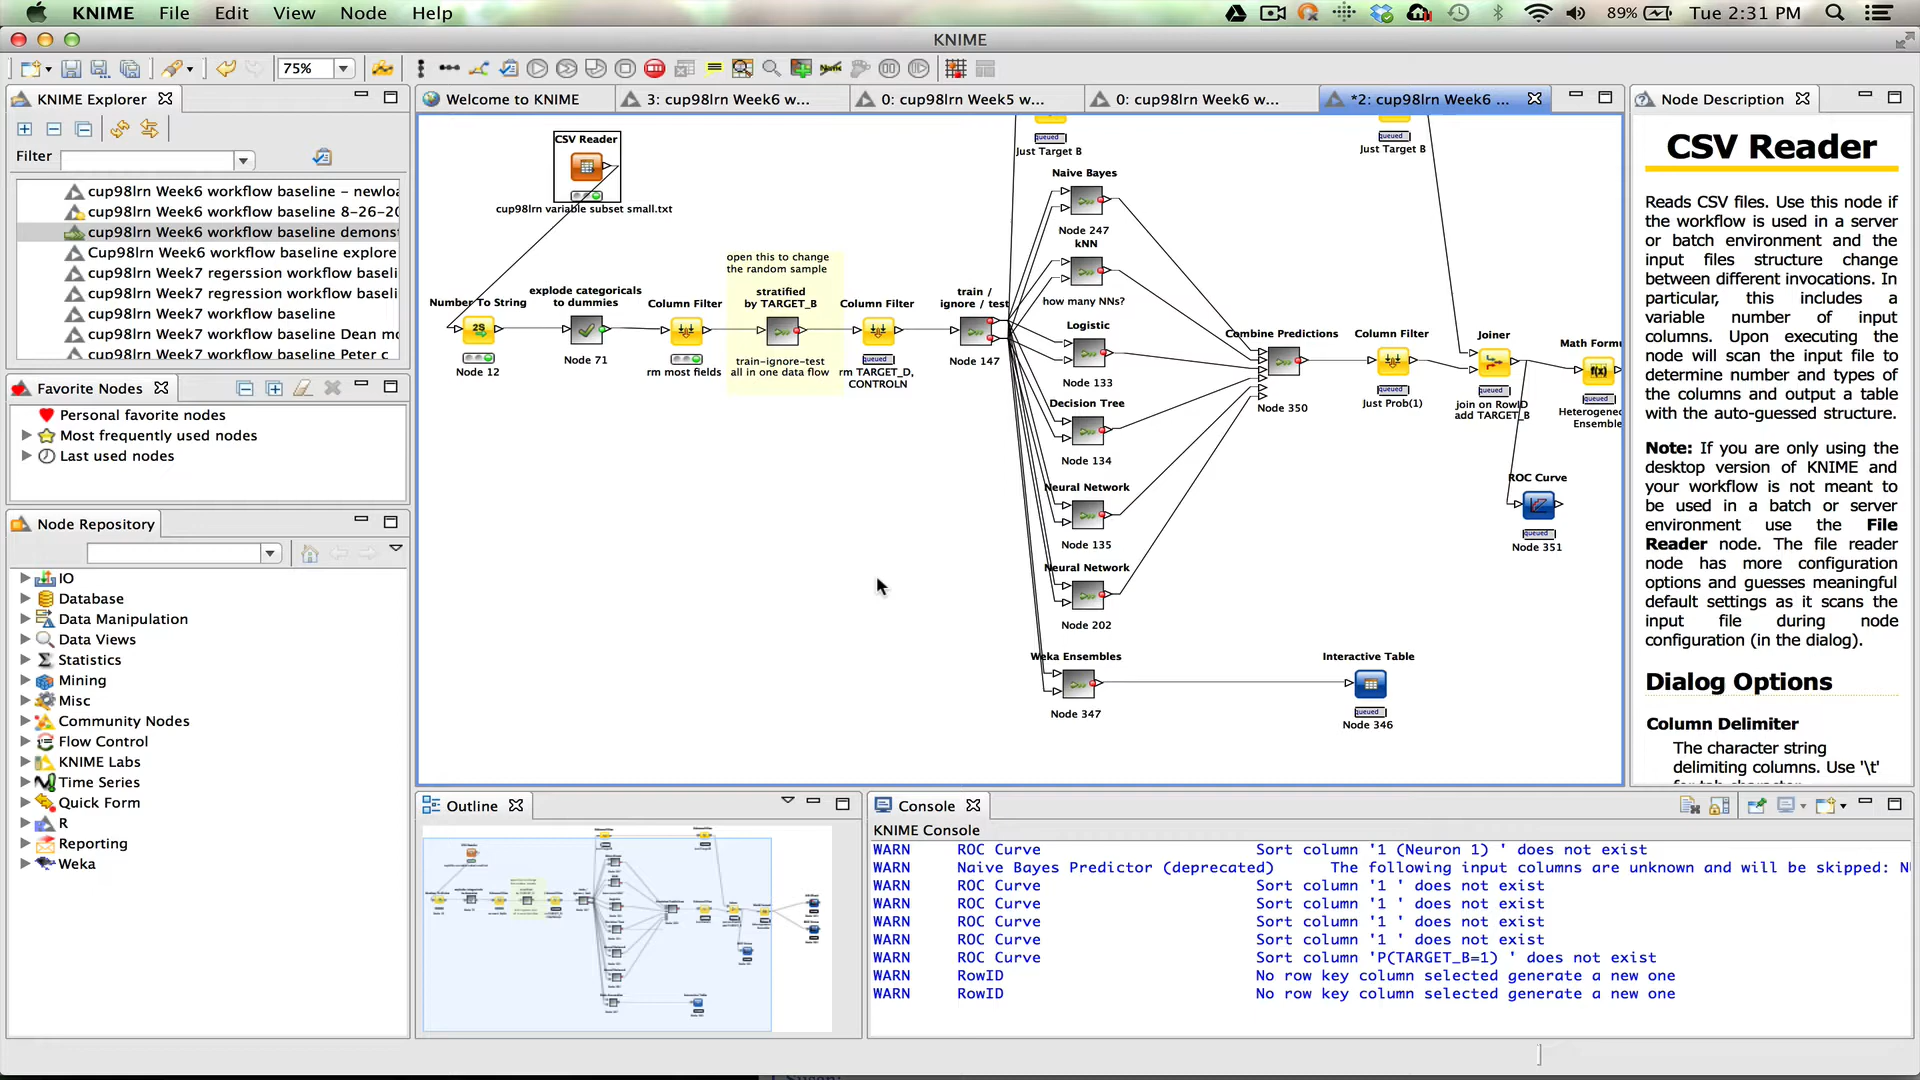 KNIME File Edit View Node Help 89% Tue 2:31 PM
KNIME
75%
KNIME Explorer
Filter
cup98lrn Week6 workflow baseline - newloa
cup98lrn Week6 workflow baseline 8-26-20
cup98lrn Week6 workflow baseline demons
Cup98lrn Week6 workflow baseline explore
cup98lrn Week7 regerssion workflow baseli
cup98lrn Week7 regression workflow baseli
cup98lrn Week7 workflow baseline
cup98lrn Week7 workflow baseline Dean mo
cup98lrn Week7 workflow baseline Peter c
Favorite Nodes
Personal favorite nodes
Most frequently used nodes
Last used nodes
Node Repository
IO
Database
Data Manipulation
Data Views
Statistics
Mining
Misc
Community Nodes
Flow Control
KNIME Labs
Time Series
Quick Form
R
Reporting
Weka
Welcome to KNIME
3: cup98lrn Week6 w...
0: cup98lrn Week5 w...
0: cup98lrn Week6 w...
*2: cup98lrn Week6 ...
CSV Reader
cup98lrn variable subset small.txt
Number To String
2S
Node 12
explode categoricals
to dummies
Node 71
Column Filter
rm most fields
open this to change
the random sample
stratified
by TARGET_B
train-ignore-test
all in one data flow
Column Filter
queued
rm TARGET_D,
CONTROLN
train /
ignore / test
Node 147
queued
Just Target B
Naive Bayes
Node 247
kNN
how many NNs?
Logistic
Node 133
Decision Tree
Node 134
Neural Network
Node 135
Neural Network
Node 202
Weka Ensembles
Node 347
queued
Just Target B
Combine Predictions
Node 350
Column Filter
queued
Just Prob(1)
Joiner
queued
join on RowID
add TARGET_B
Math Formu
f(x)
queued
Heterogene
Ensemble
ROC Curve
queued
Node 351
Interactive Table
queued
Node 346
Node Description
CSV Reader
Reads CSV files. Use this node if
the workflow is used in a server
or batch environment and the
input files structure change
between different invocations. In
particular, this includes a
variable number of input
columns. Upon executing the
node will scan the input file to
determine number and types of
the columns and output a table
with the auto-guessed structure.
Note: If you are only using the
desktop version of KNIME and
your workflow is not meant to
be used in a batch or server
environment use the File
Reader node. The file reader
node has more configuration
options and guesses meaningful
default settings as it scans the
input file during node
configuration (in the dialog).
Dialog Options
Column Delimiter
The character string
delimiting columns. Use '\t'
Outline
Console
KNIME Console
WARN ROC Curve Sort column '1 (Neuron 1) ' does not exist
WARN Naive Bayes Predictor (deprecated) The following input columns are unknown and will be skipped: N
WARN ROC Curve Sort column '1 ' does not exist
WARN ROC Curve Sort column '1 ' does not exist
WARN ROC Curve Sort column '1 ' does not exist
WARN ROC Curve Sort column '1 ' does not exist
WARN ROC Curve Sort column 'P(TARGET_B=1) ' does not exist
WARN RowID No row key column selected generate a new one
WARN RowID No row key column selected generate a new one